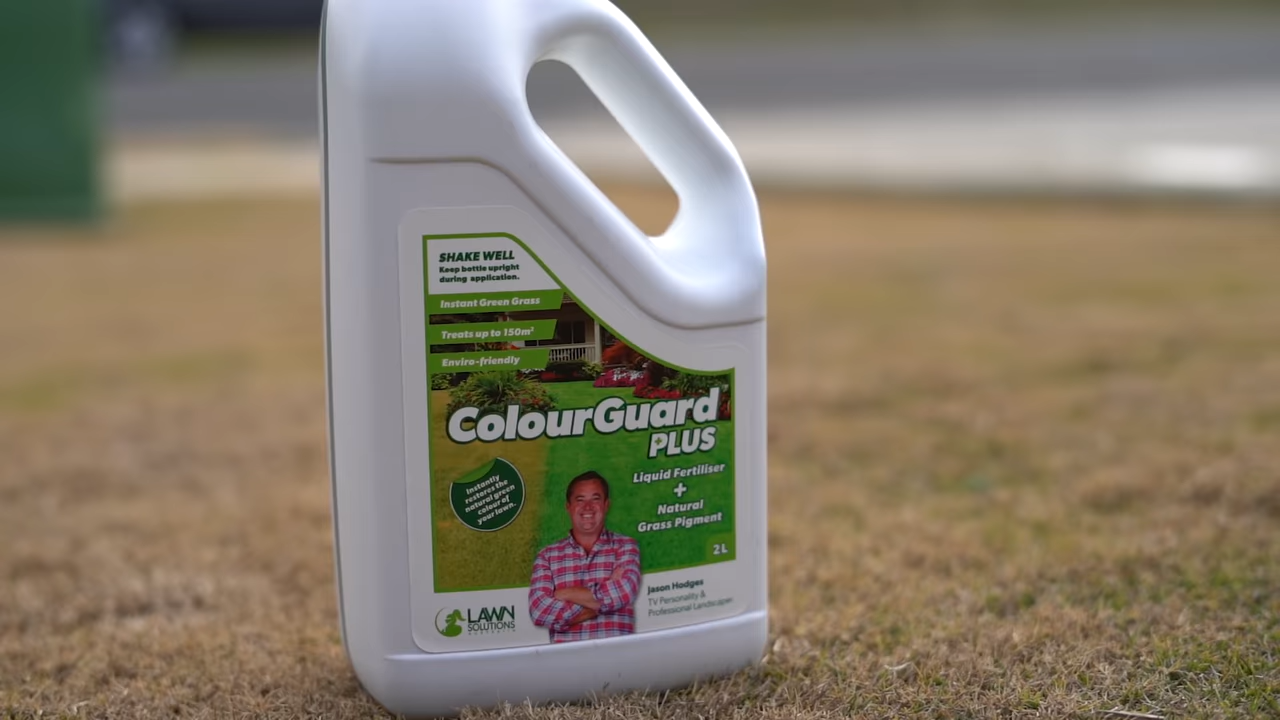 SHAKE WELL
Keep bottle upright
during application.
Instant Green Grass
Treats up to 150m²
Enviro-friendly
ColourGuard
PLUS
Liquid Fertiliser
+
Natural
Grass Pigment
Instantly
restores the
natural green
colour of
your lawn.
2L
Jason Hodges
TV Personality &
Professional Landscaper
LAWN
SOLUTIONS
AUSTRALIA